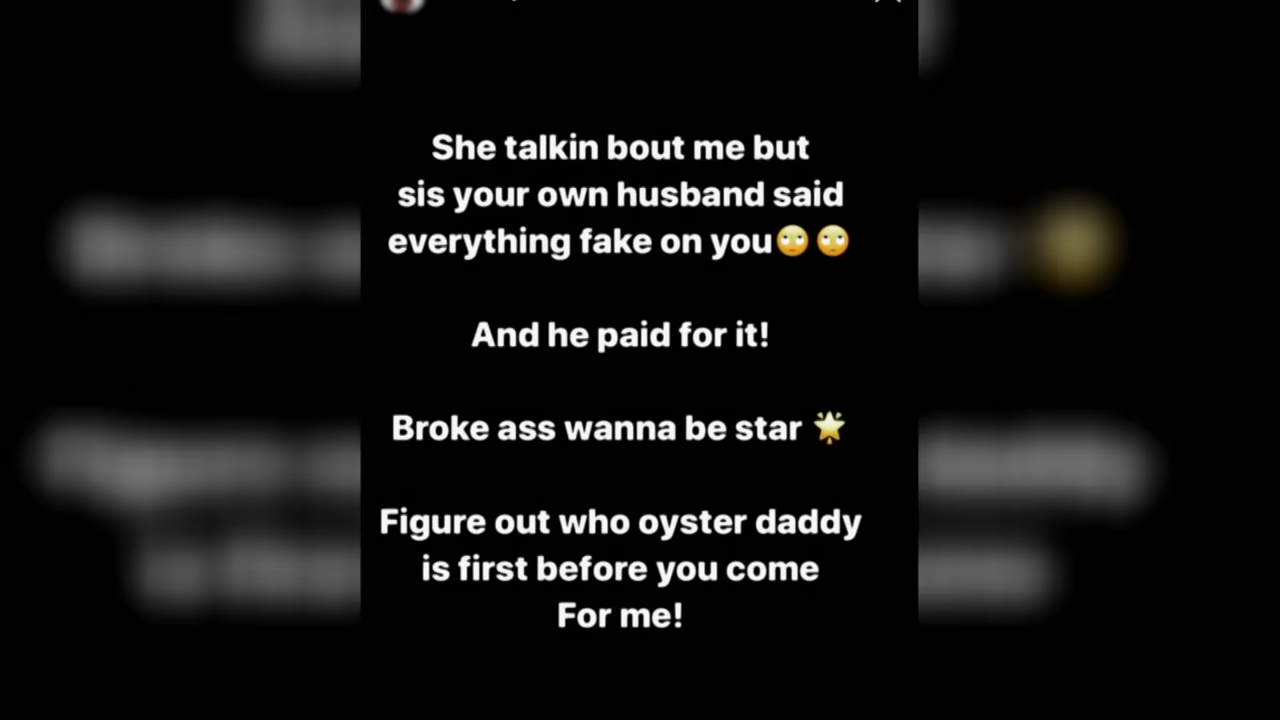 She talkin bout me but
sis your own husband said
everything fake on you🙄🙄
And he paid for it!
Broke ass wanna be star 🌟
Figure out who oyster daddy
is first before you come
For me!